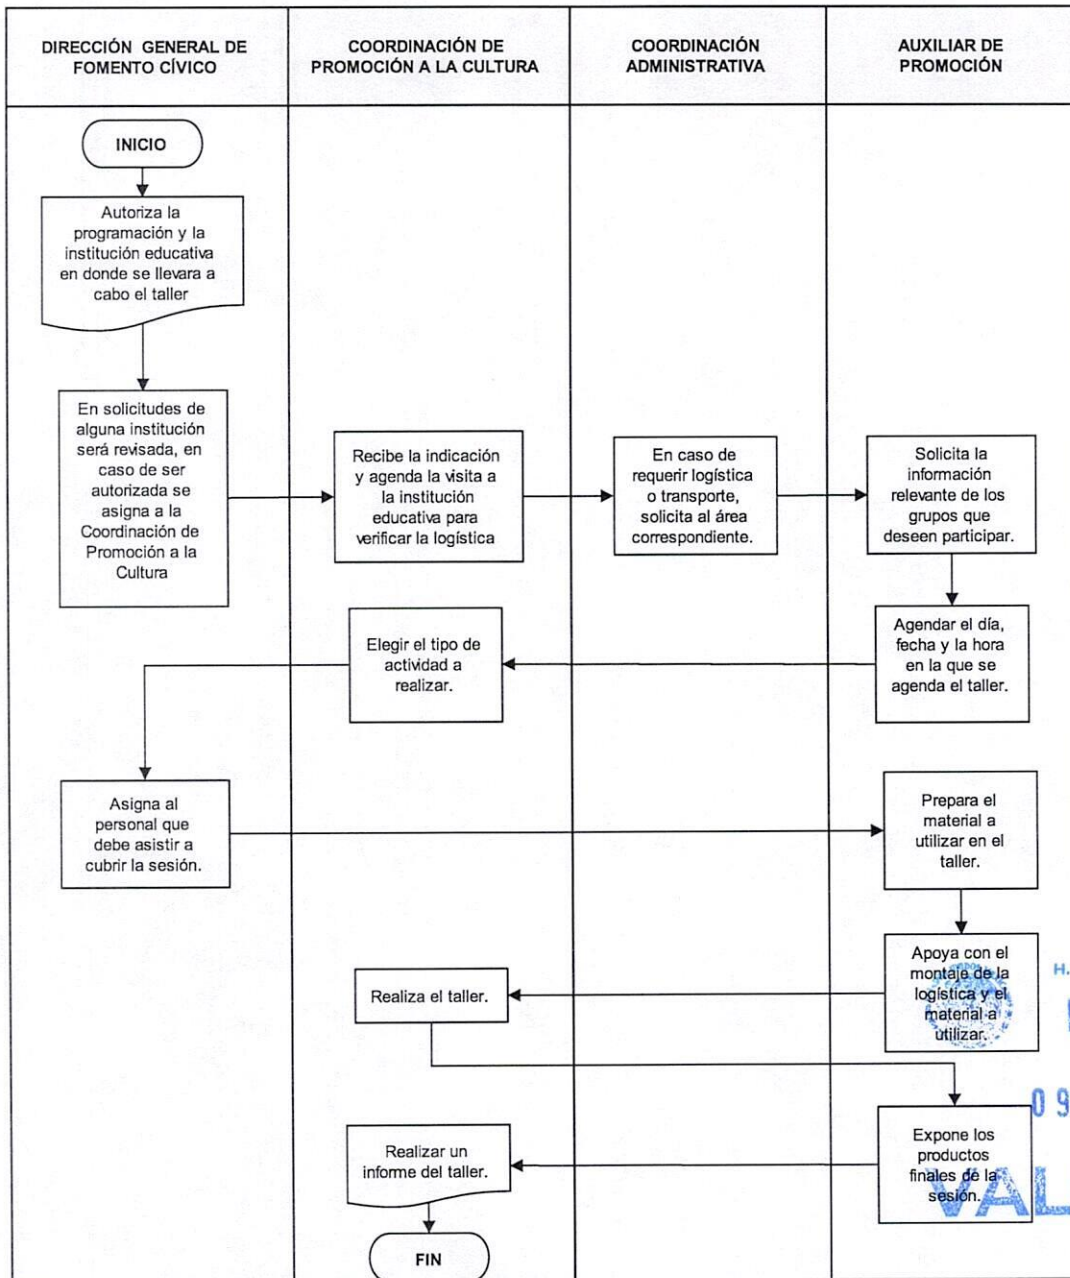 DIRECCIÓN GENERAL DE
FOMENTO CÍVICO
COORDINACIÓN DE
PROMOCIÓN A LA CULTURA
COORDINACIÓN
ADMINISTRATIVA
AUXILIAR DE
PROMOCIÓN
INICIO
Autoriza la
programación y la
institución educativa
en donde se llevara a
cabo el taller
En solicitudes de
alguna institución
será revisada, en
caso de ser
autorizada se
asigna a la
Coordinación de
Promoción a la
Cultura
Recibe la indicación
y agenda la visita a
la institución
educativa para
verificar la logística
En caso de
requerir logística
o transporte,
solicita al área
correspondiente.
Solicita la
información
relevante de los
grupos que
deseen participar.
Agendar el día,
fecha y la hora
en la que se
agenda el taller.
Elegir el tipo de
actividad a
realizar.
Asigna al
personal que
debe asistir a
cubrir la sesión.
Prepara el
material a
utilizar en el
taller.
Apoya con el
montaje de la
logística y el
material a
utilizar.
H.
Realiza el taller.
09
Expone los
productos
finales de la
sesión.
VAL
Realizar un
informe del taller.
FIN